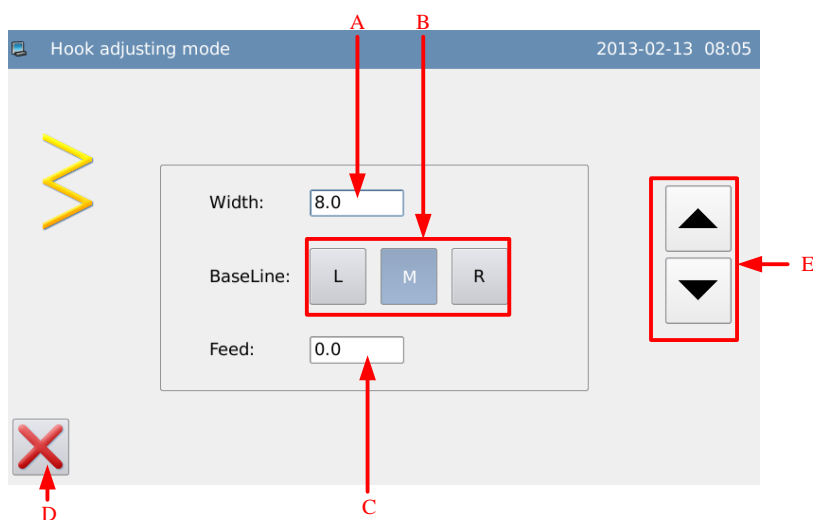 A B
Hook adjusting mode 2013-02-13 08:05
Width: 8.0
BaseLine: L M R
E
Feed: 0.0
D C